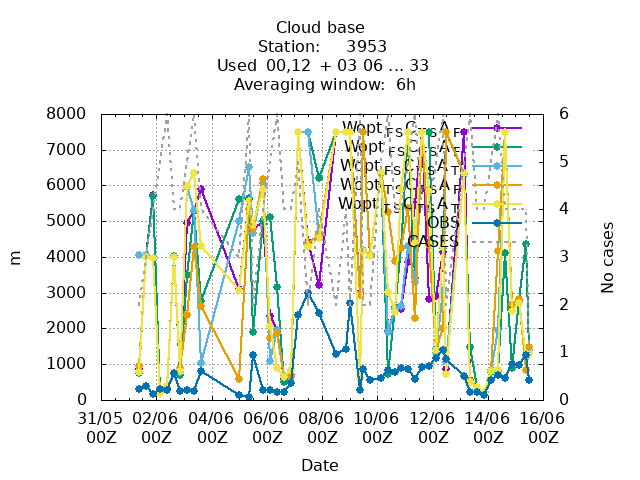 Cloud base
Station: 3953
Used 00,12 + 03 06 ... 33
Averaging window: 6h
8000
7000
6000
5000
4000
3000
2000
1000
0
6
5
4
3
2
1
0
m
No cases
OBS
CASES
31/05 02/06 04/06 06/06 08/06 10/06 12/06 14/06 16/06
00Z 00Z 00Z 00Z 00Z 00Z 00Z 00Z 00Z
Date